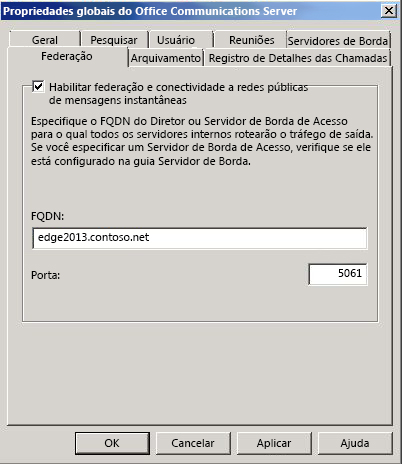 Propriedades globais do Office Communications Server
Geral Pesquisar Usuário Reuniões Servidores de Borda
Federação Arquivamento Registro de Detalhes das Chamadas
Habilitar federação e conectividade a redes públicas
de mensagens instantâneas
Especifique o FQDN do Diretor ou Servidor de Borda de Acesso
para o qual todos os servidores internos rotearão o tráfego de saída.
Se você especificar um Servidor de Borda de Acesso, verifique se ele
está configurado na guia Servidor de Borda.
FQDN:
edge2013.contoso.net
Porta: 5061
OK Cancelar Aplicar Ajuda